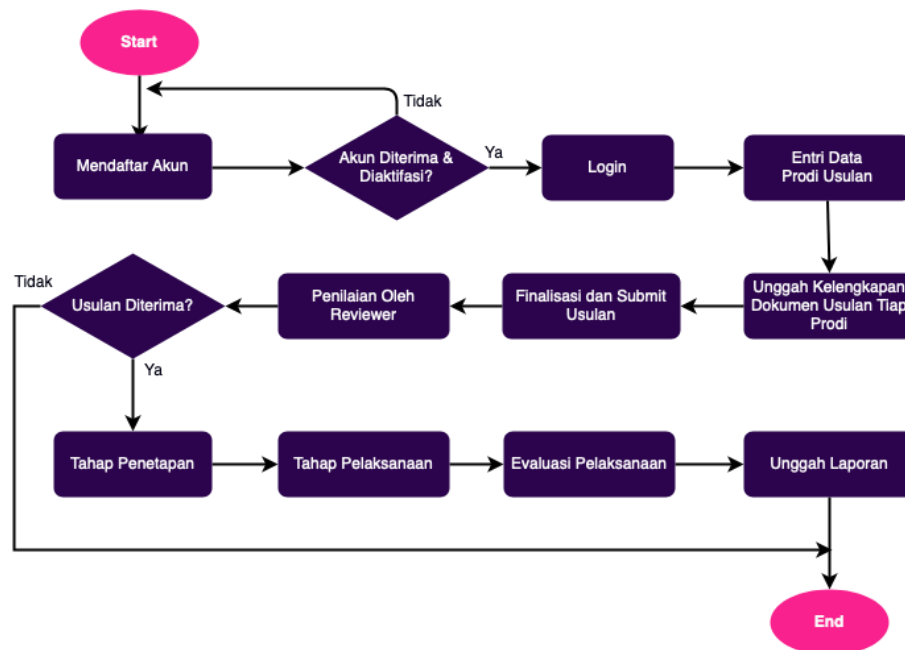 Start
Tidak
Mendaftar Akun
Akun Diterima &
Diaktifasi?
Ya
Login
Entri Data
Prodi Usulan
Tidak
Usulan Diterima?
Penilaian Oleh
Reviewer
Finalisasi dan Submit
Usulan
Unggah Kelengkapan
Dokumen Usulan Tiap
Prodi
Ya
Tahap Penetapan
Tahap Pelaksanaan
Evaluasi Pelaksanaan
Unggah Laporan
End